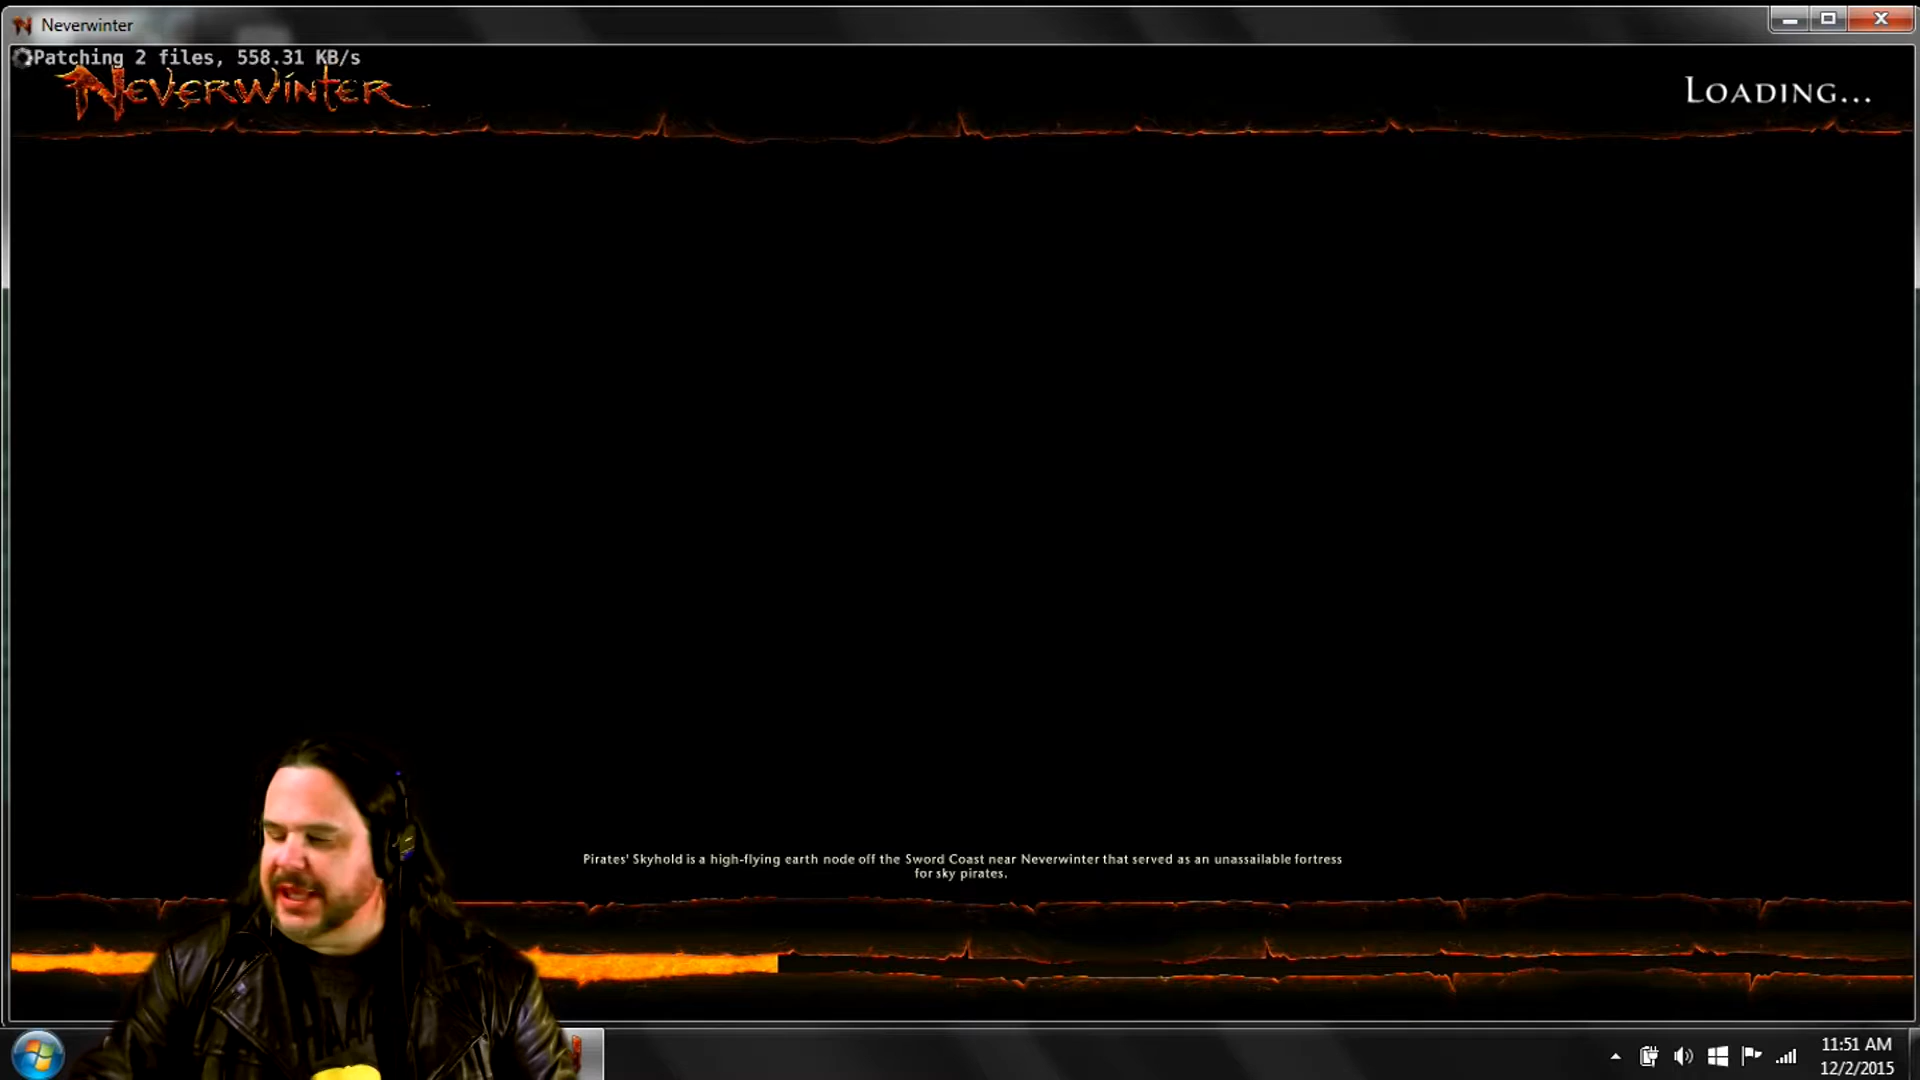 Neverwinter
Patching 2 files, 558.31 KB/s
NEVERWINTER
LOADING...
Pirates' Skyhold is a high-flying earth node off the Sword Coast near Neverwinter that served as an unassailable fortress
for sky pirates.
11:51 AM
12/2/2015